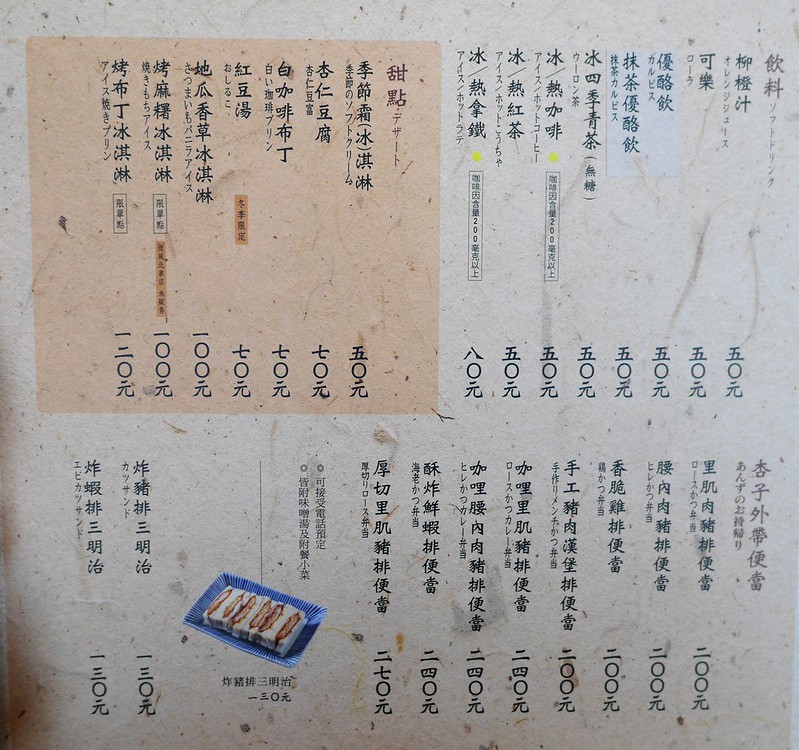 飲料 ソフトドリンク
柳橙汁
オレンジジュース
五〇元
可樂
コーラ
五〇元
優酪飲
カルピス
五〇元
抹茶優酪飲
抹茶カルピス
五〇元
冰四季青茶(無糖)
ウーロン茶
五〇元
冰/熱咖啡
アイス/ホットコーヒー
咖啡因含量200毫克以上
五〇元
冰/熱紅茶
アイス/ホットこうちゃ
五〇元
冰/熱拿鐵
アイス/ホットラテ
咖啡因含量200毫克以上
八〇元
甜點 デザート
季節霜(冰)淇淋
季節のソフトクリーム
五〇元
杏仁豆腐
杏仁豆富
七〇元
白咖啡布丁
白い珈琲プリン
七〇元
紅豆湯
おしるこ
冬季限定
七〇元
地瓜香草冰淇淋
さつまいもバニラアイス
一〇〇元
烤麻糬冰淇淋
焼きもちアイス
限單點
微風北車店 未販售
一〇〇元
烤布丁冰淇淋
アイス焼きプリン
限單點
一二〇元
杏子外帶便當
あんずのお持帰り
里肌肉豬排便當
ロースかつ弁当
二〇〇元
腰內肉豬排便當
ヒレかつ弁当
二〇〇元
香脆雞排便當
鶏かつ弁当
二〇〇元
手工豬肉漢堡排便當
手作りメンチかつ弁当
二〇〇元
咖哩里肌豬排便當
ロースかつカレー弁当
二四〇元
咖哩腰內肉豬排便當
ヒレかつカレー弁当
二四〇元
酥炸鮮蝦排便當
海老かつ弁当
二四〇元
厚切里肌豬排便當
厚切りロース弁当
二七〇元
可接受電話預定
皆附味噌湯及附餐小菜
炸豬排三明治
一三〇元
炸豬排三明治
カツサンド
一三〇元
炸蝦排三明治
エビカツサンド
一三〇元